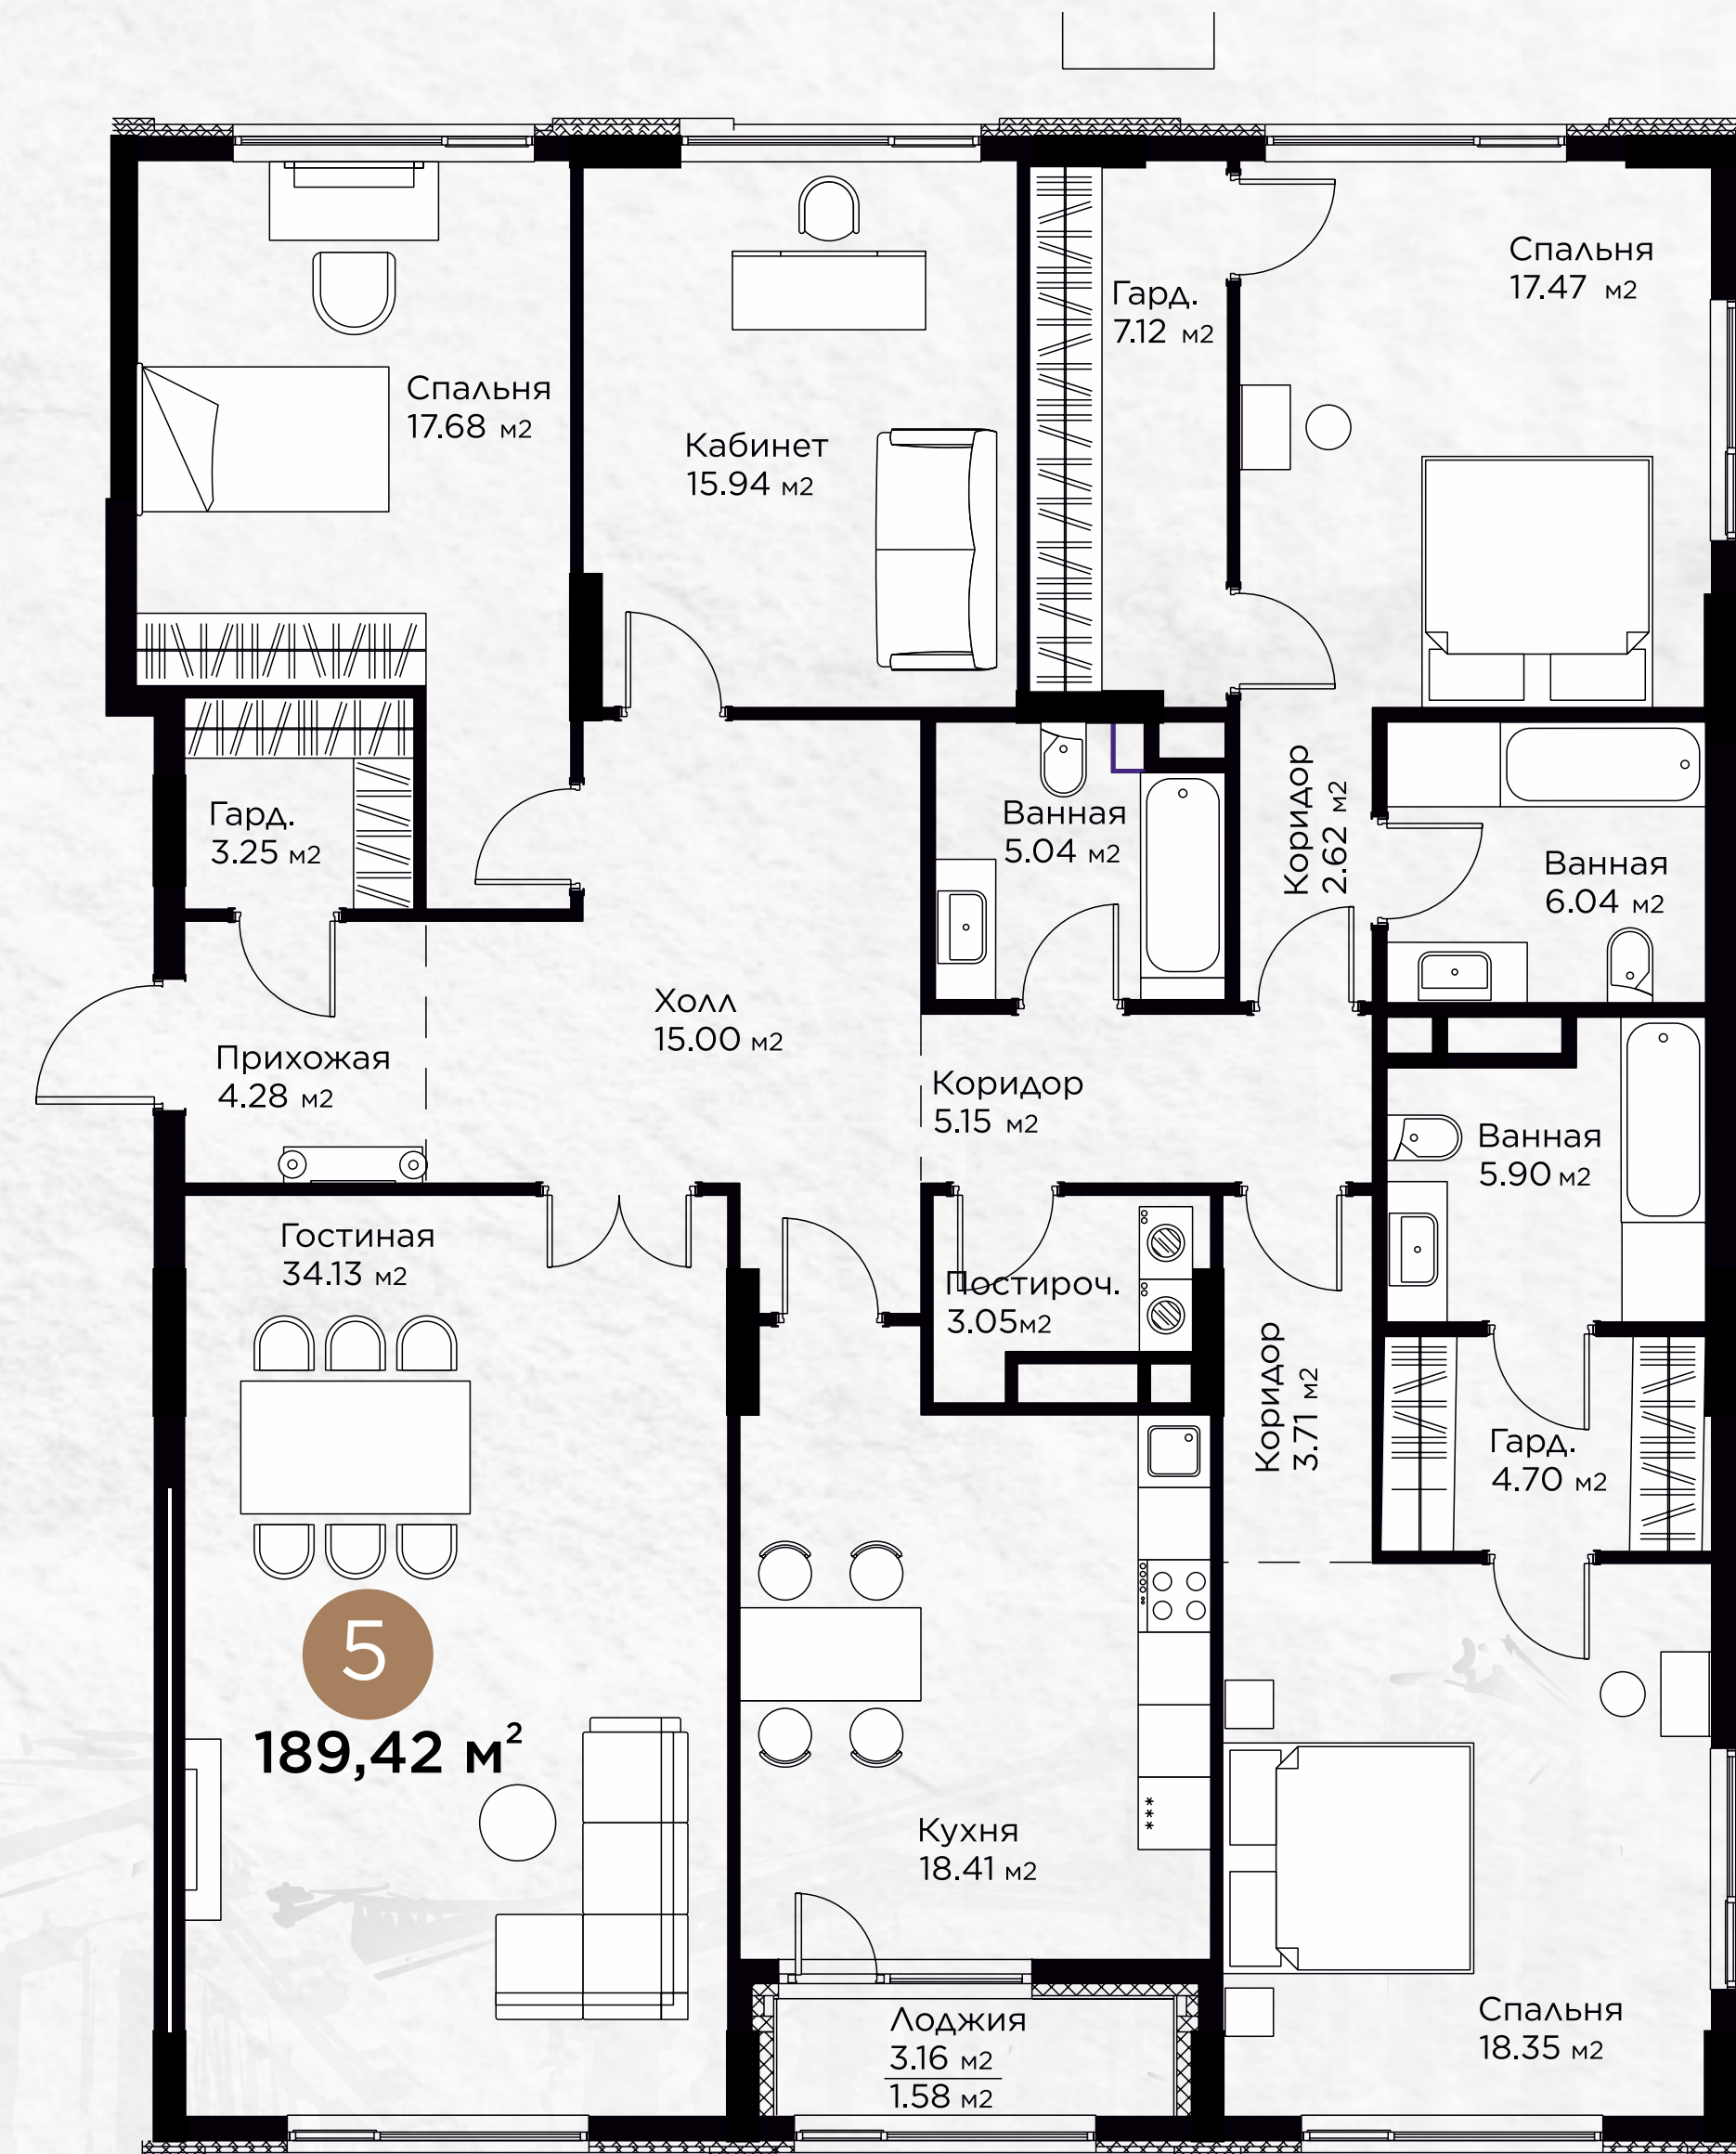 Спальня
17.47 м2
Гард.
7.12 м2
Спальня
17.68 м2
Кабинет
15.94 м2
Коридор
2.62 м2
Гард.
3.25 м2
Ванная
5.04 м2
Ванная
6.04 м2
Холл
15.00 м2
Прихожая
4.28 м2
Коридор
5.15 м2
Ванная
5.90 м2
Гостиная
34.13 м2
Постироч.
3.05м2
Коридор
3.71 м2
Гард.
4.70 м2
5
189,42 м²
Кухня
18.41 м2
***
Лоджия
3.16 м2
1.58 м2
Спальня
18.35 м2